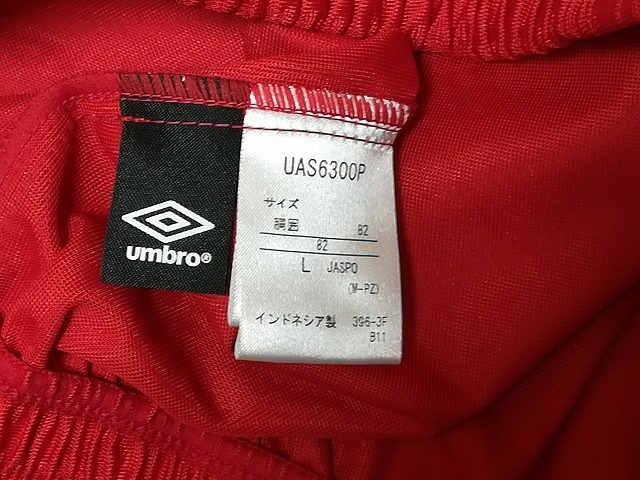 umbro®
UAS6300P
サイズ
胴囲 82
82
L JASPO
(M-PZ)
インドネシア製 396-3F
B11